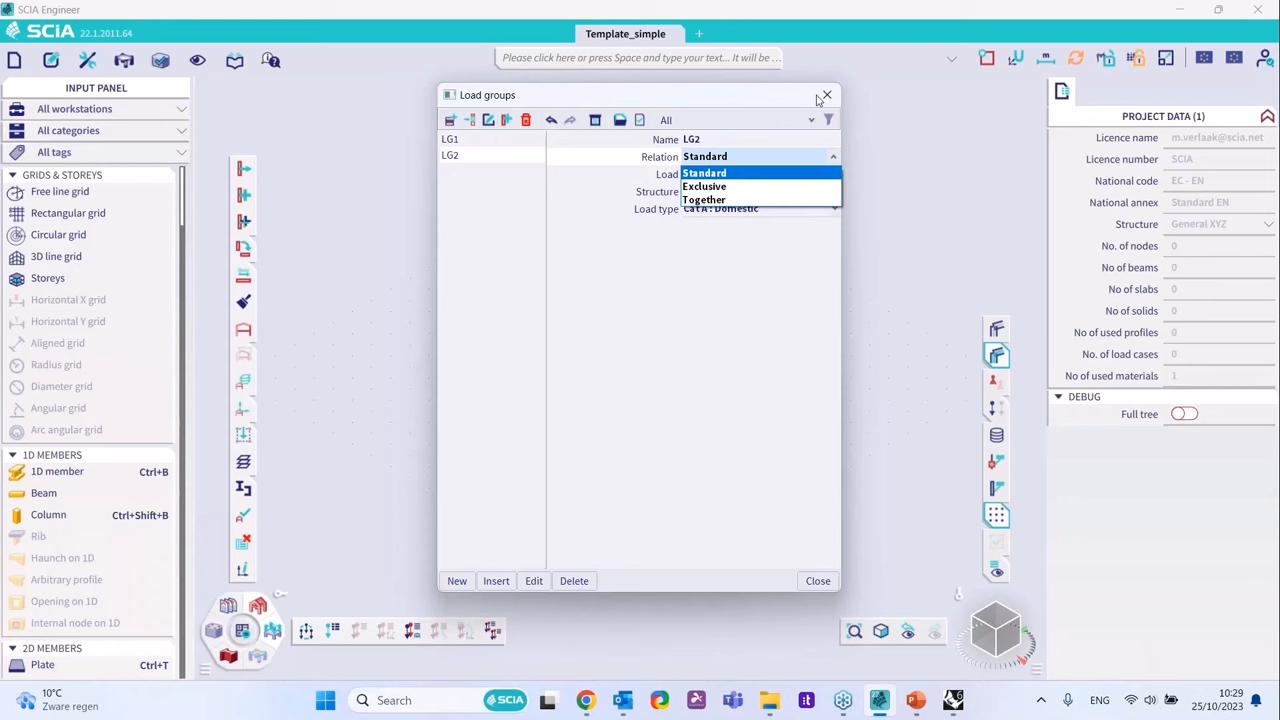 SCIA Engineer
SCiA 22.1.2011.64
Template_simple
Please click here or press Space and type your text... It will be ...
INPUT PANEL
All workstations
All categories
All tags
GRIDS & STOREYS
Free line grid
Rectangular grid
Circular grid
3D line grid
Storeys
Horizontal X grid
Horizontal Y grid
Aligned grid
Radius grid
Diameter grid
Angular grid
Arc angular grid
1D MEMBERS
1D member Ctrl+B
Beam
Column Ctrl+Shift+B
Rib
Haunch on 1D
Arbitrary profile
Opening on 1D
Internal node on 1D
2D MEMBERS
Plate Ctrl+T
Load groups
All
LG1
LG2
Name LG2
Relation Standard
Load Standard
Exclusive
Structure
Together
Load type Cat A : Domestic
New Insert Edit Delete Close
PROJECT DATA (1)
Licence name m.verlaak@scia.net
Licence number SCIA
National code EC - EN
National annex Standard EN
Structure General XYZ
No. of nodes 0
No. of beams 0
No of slabs 0
No of solids 0
No of used profiles 0
No. of load cases 0
No of used materials 1
DEBUG
Full tree
10°C
Zware regen
Search
SCIA
ENG
10:29
25/10/2023